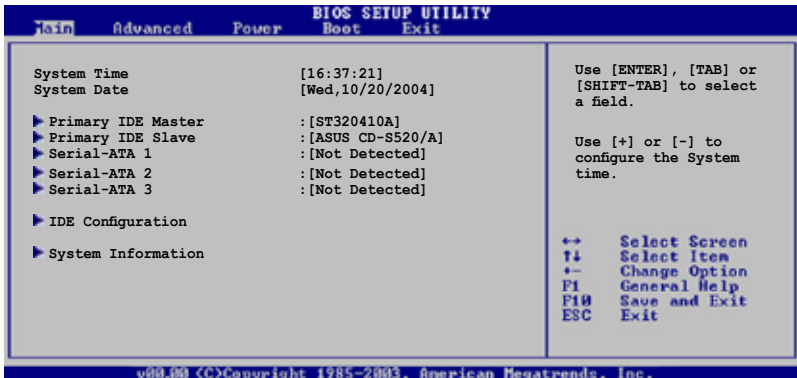 BIOS SETUP UTILITY
Main Advanced Power Boot Exit
System Time [16:37:21]
System Date [Wed,10/20/2004]
Primary IDE Master :[ST320410A]
Primary IDE Slave :[ASUS CD-S520/A]
Serial-ATA 1 :[Not Detected]
Serial-ATA 2 :[Not Detected]
Serial-ATA 3 :[Not Detected]
IDE Configuration
System Information
Use [ENTER], [TAB] or
[SHIFT-TAB] to select
a field.
Use [+] or [-] to
configure the System
time.
←→ Select Screen
↑↓ Select Item
+- Change Option
F1 General Help
F10 Save and Exit
ESC Exit
v00.00 (C)Copyright 1985-2003, American Megatrends, Inc.